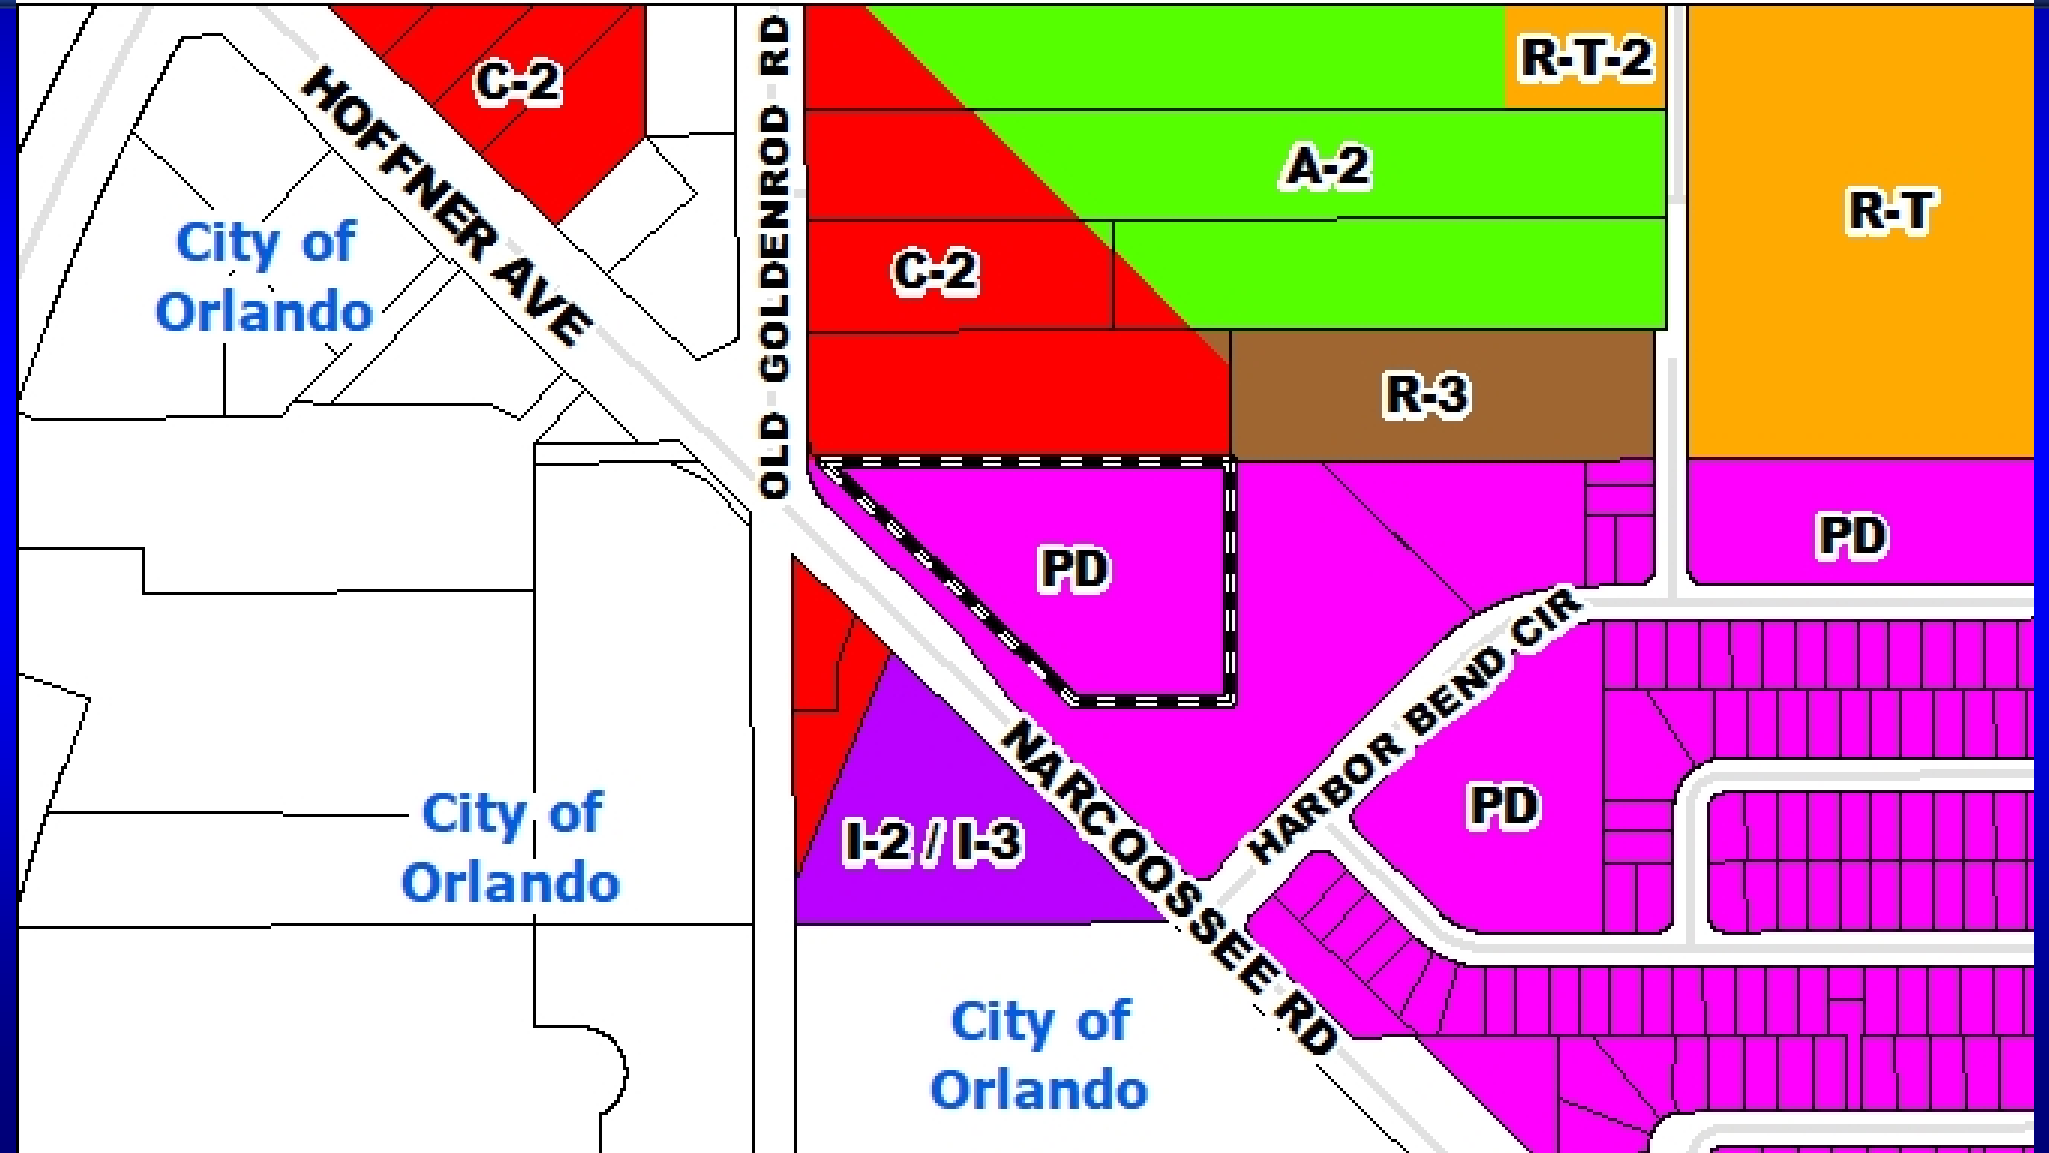 C-2
HOFFNER AVE
OLD GOLDENROD RD
R-T-2
A-2
R-T
City of
Orlando
C-2
R-3
PD
PD
HARBOR BEND CIR
NARCOOSSEE RD
PD
I-2 / I-3
City of
Orlando
City of
Orlando